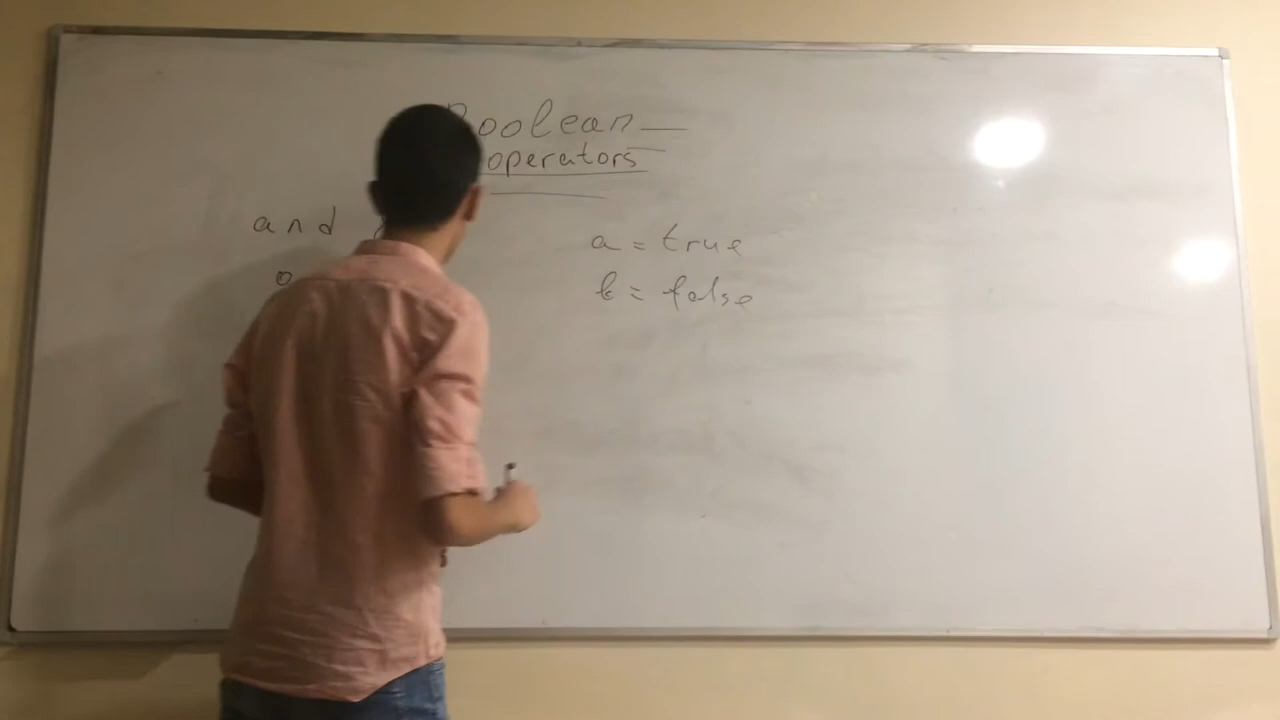 Boolean
operators
and
a = true
b = false